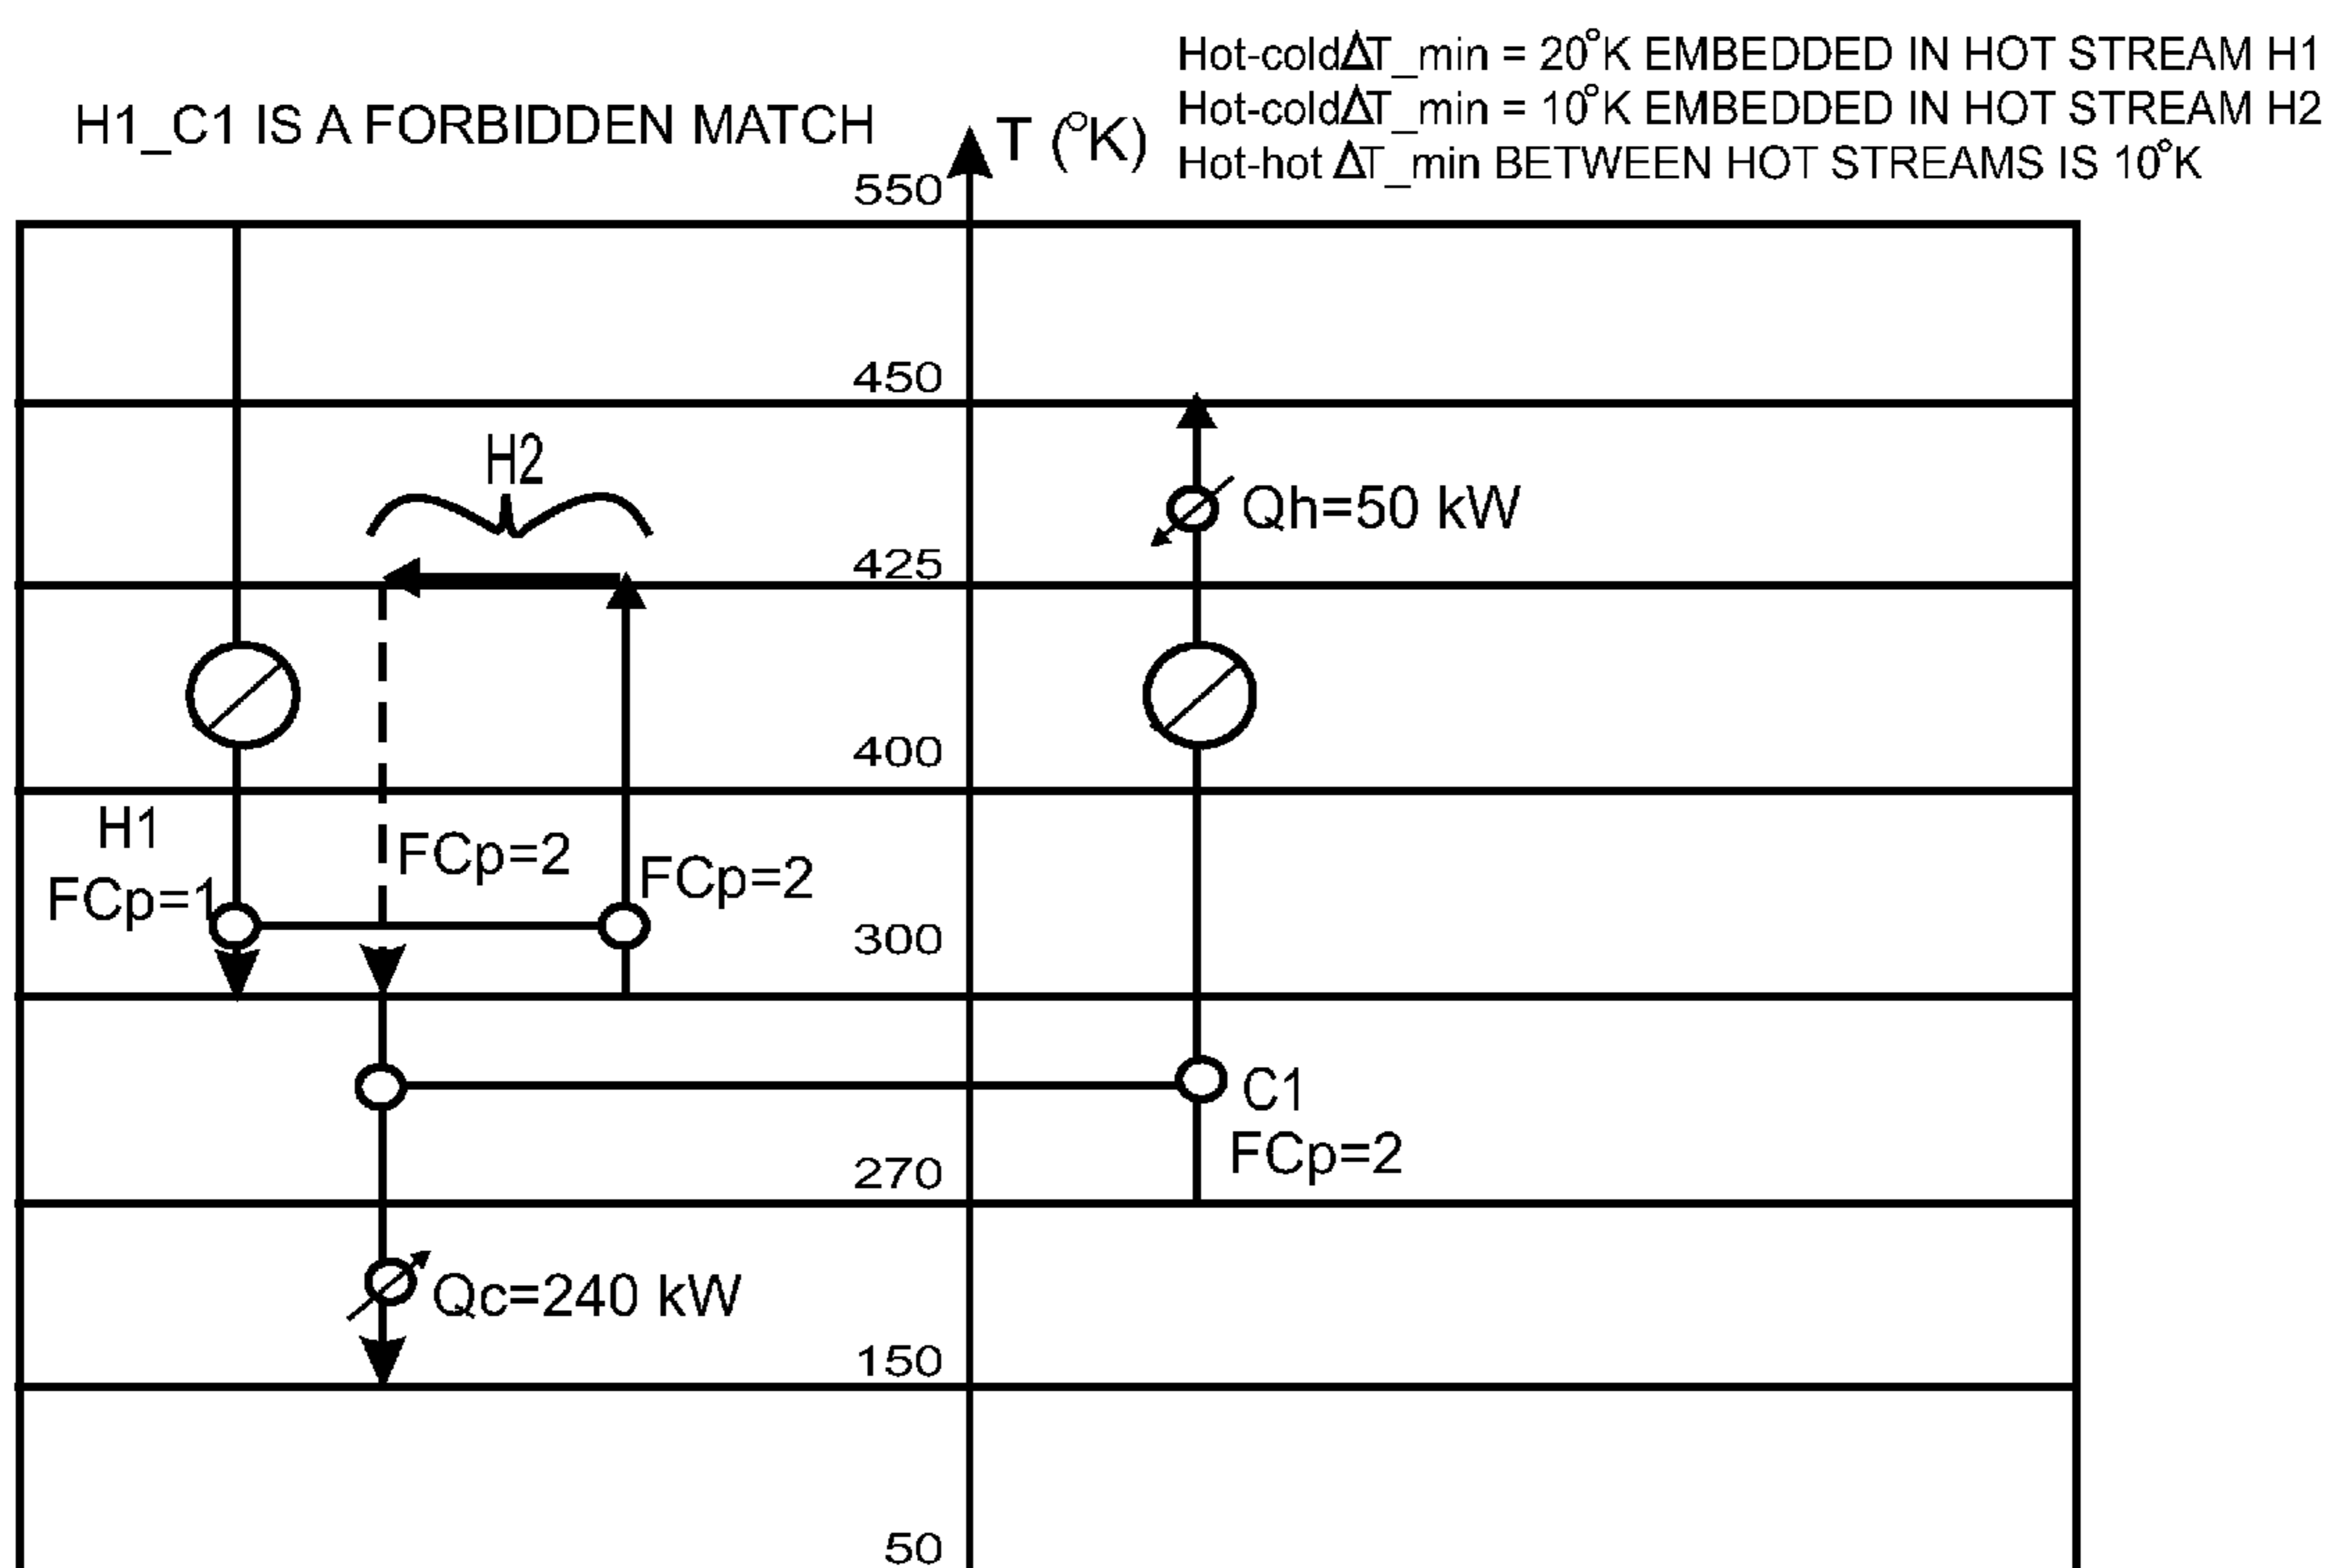 Hot-coldΔT_min = 20°K EMBEDDED IN HOT STREAM H1
Hot-coldΔT_min = 10°K EMBEDDED IN HOT STREAM H2
Hot-hot ΔT_min BETWEEN HOT STREAMS IS 10°K
H1_C1 IS A FORBIDDEN MATCH
T (°K)
550
450
H2
Qh=50 kW
425
400
H1
FCp=1
FCp=2
FCp=2
300
C1
FCp=2
270
Qc=240 kW
150
50